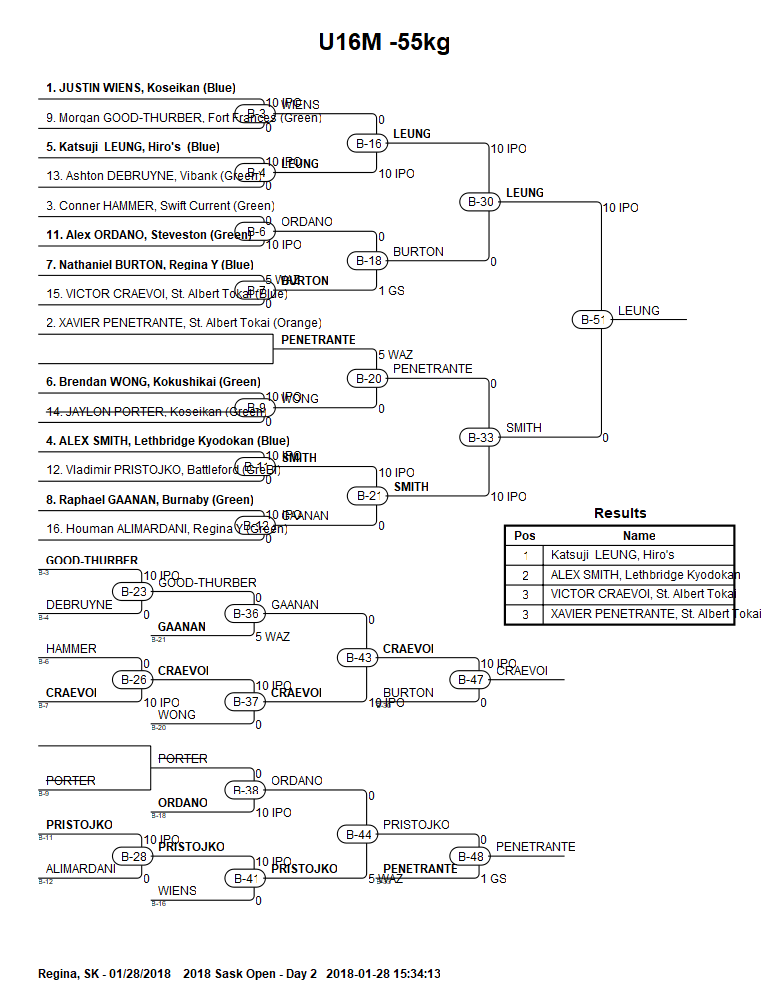 U16M -55kg
1. JUSTIN WIENS, Koseikan (Blue)
10 IPO
B-3
WIENS
9. Morgan GOOD-THURBER, Fort Frances (Green)
0
0
LEUNG
5. Katsuji  LEUNG, Hiro's  (Blue)
B-16
10 IPO
10 IPO
B-4
LEUNG
10 IPO
13. Ashton DEBRUYNE, Vibank (Green)
0
3. Conner HAMMER, Swift Current (Green)
B-30
LEUNG
10 IPO
0
B-6
ORDANO
11. Alex ORDANO, Steveston (Green)
10 IPO
0
BURTON
7. Nathaniel BURTON, Regina Y (Blue)
B-18
0
5 WAZ
B-7
BURTON
1 GS
15. VICTOR CRAEVOI, St. Albert Tokai (Blue)
0
B-51
LEUNG
2. XAVIER PENETRANTE, St. Albert Tokai (Orange)
PENETRANTE
5 WAZ
PENETRANTE
6. Brendan WONG, Kokushikai (Green)
B-20
0
10 IPO
B-9
WONG
0
14. JAYLON PORTER, Koseikan (Green)
0
4. ALEX SMITH, Lethbridge Kyodokan (Blue)
B-33
SMITH
0
10 IPO
B-11
SMITH
12. Vladimir PRISTOJKO, Battleford (GreBl)
0
10 IPO
SMITH
8. Raphael GAANAN, Burnaby (Green)
B-21
10 IPO
10 IPO
B-12
GAANAN
0
16. Houman ALIMARDANI, Regina Y (Green)
0
Results
Pos Name
1 Katsuji  LEUNG, Hiro's
2 ALEX SMITH, Lethbridge Kyodokan
3 VICTOR CRAEVOI, St. Albert Tokai
3 XAVIER PENETRANTE, St. Albert Tokai
GOOD-THURBER
B-3
10 IPO
B-23
GOOD-THURBER
DEBRUYNE
B-4
0
0
B-36
GAANAN
GAANAN
B-21
5 WAZ
0
HAMMER
B-6
0
B-43
CRAEVOI
B-26
CRAEVOI
10 IPO
CRAEVOI
B-7
10 IPO
10 IPO
B-37
CRAEVOI
10 IPO
BURTON
B-47
CRAEVOI
0
WONG
B-20
0
PORTER
PORTER
B-9
0
B-38
ORDANO
ORDANO
B-18
10 IPO
0
PRISTOJKO
B-11
10 IPO
B-44
PRISTOJKO
0
B-28
PRISTOJKO
ALIMARDANI
B-12
0
10 IPO
B-41
PRISTOJKO
5 WAZ
PENETRANTE
B-48
PENETRANTE
1 GS
WIENS
B-16
0
Regina, SK - 01/28/2018    2018 Sask Open - Day 2   2018-01-28 15:34:13